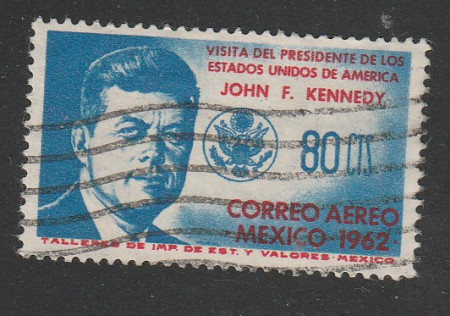 VISITA DEL PRESIDENTE DE LOS
ESTADOS UNIDOS DE AMERICA
JOHN F. KENNEDY
80 CTS
CORREO AEREO
MEXICO·1962·
TALLERES DE IMP. DE EST. Y VALORES-MEXICO